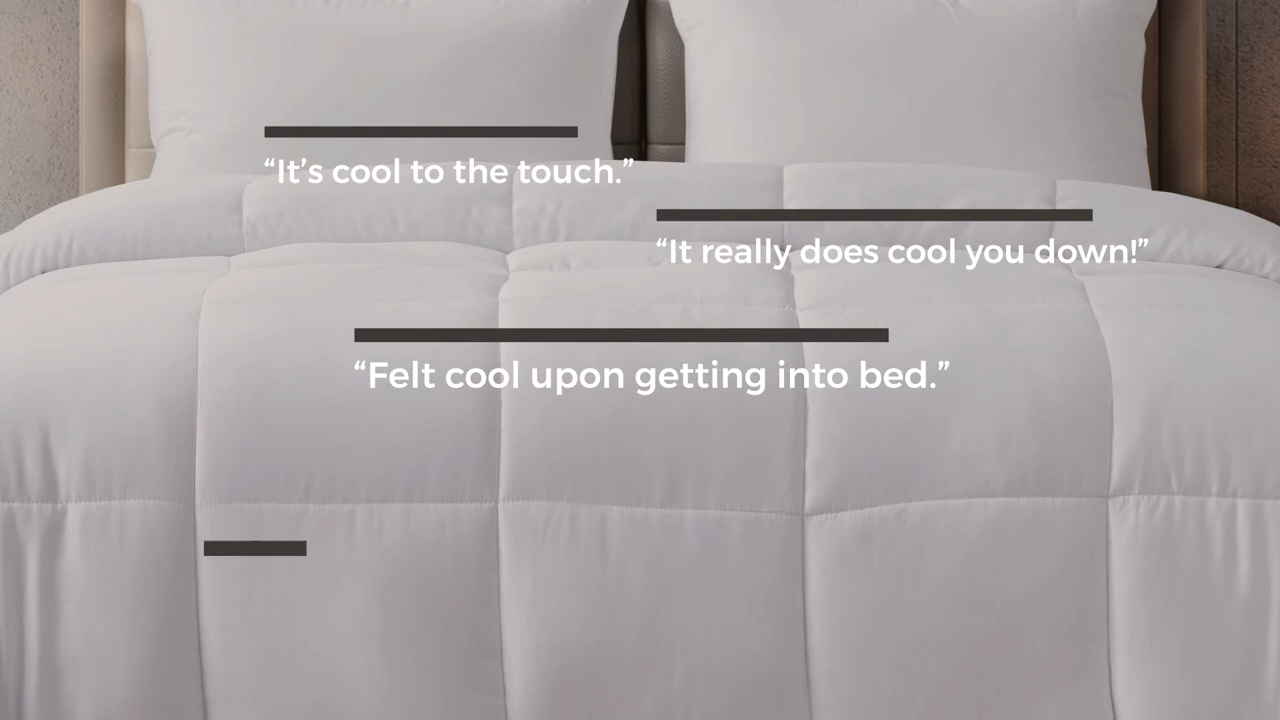 “It’s cool to the touch.”
“It really does cool you down!”
“Felt cool upon getting into bed.”